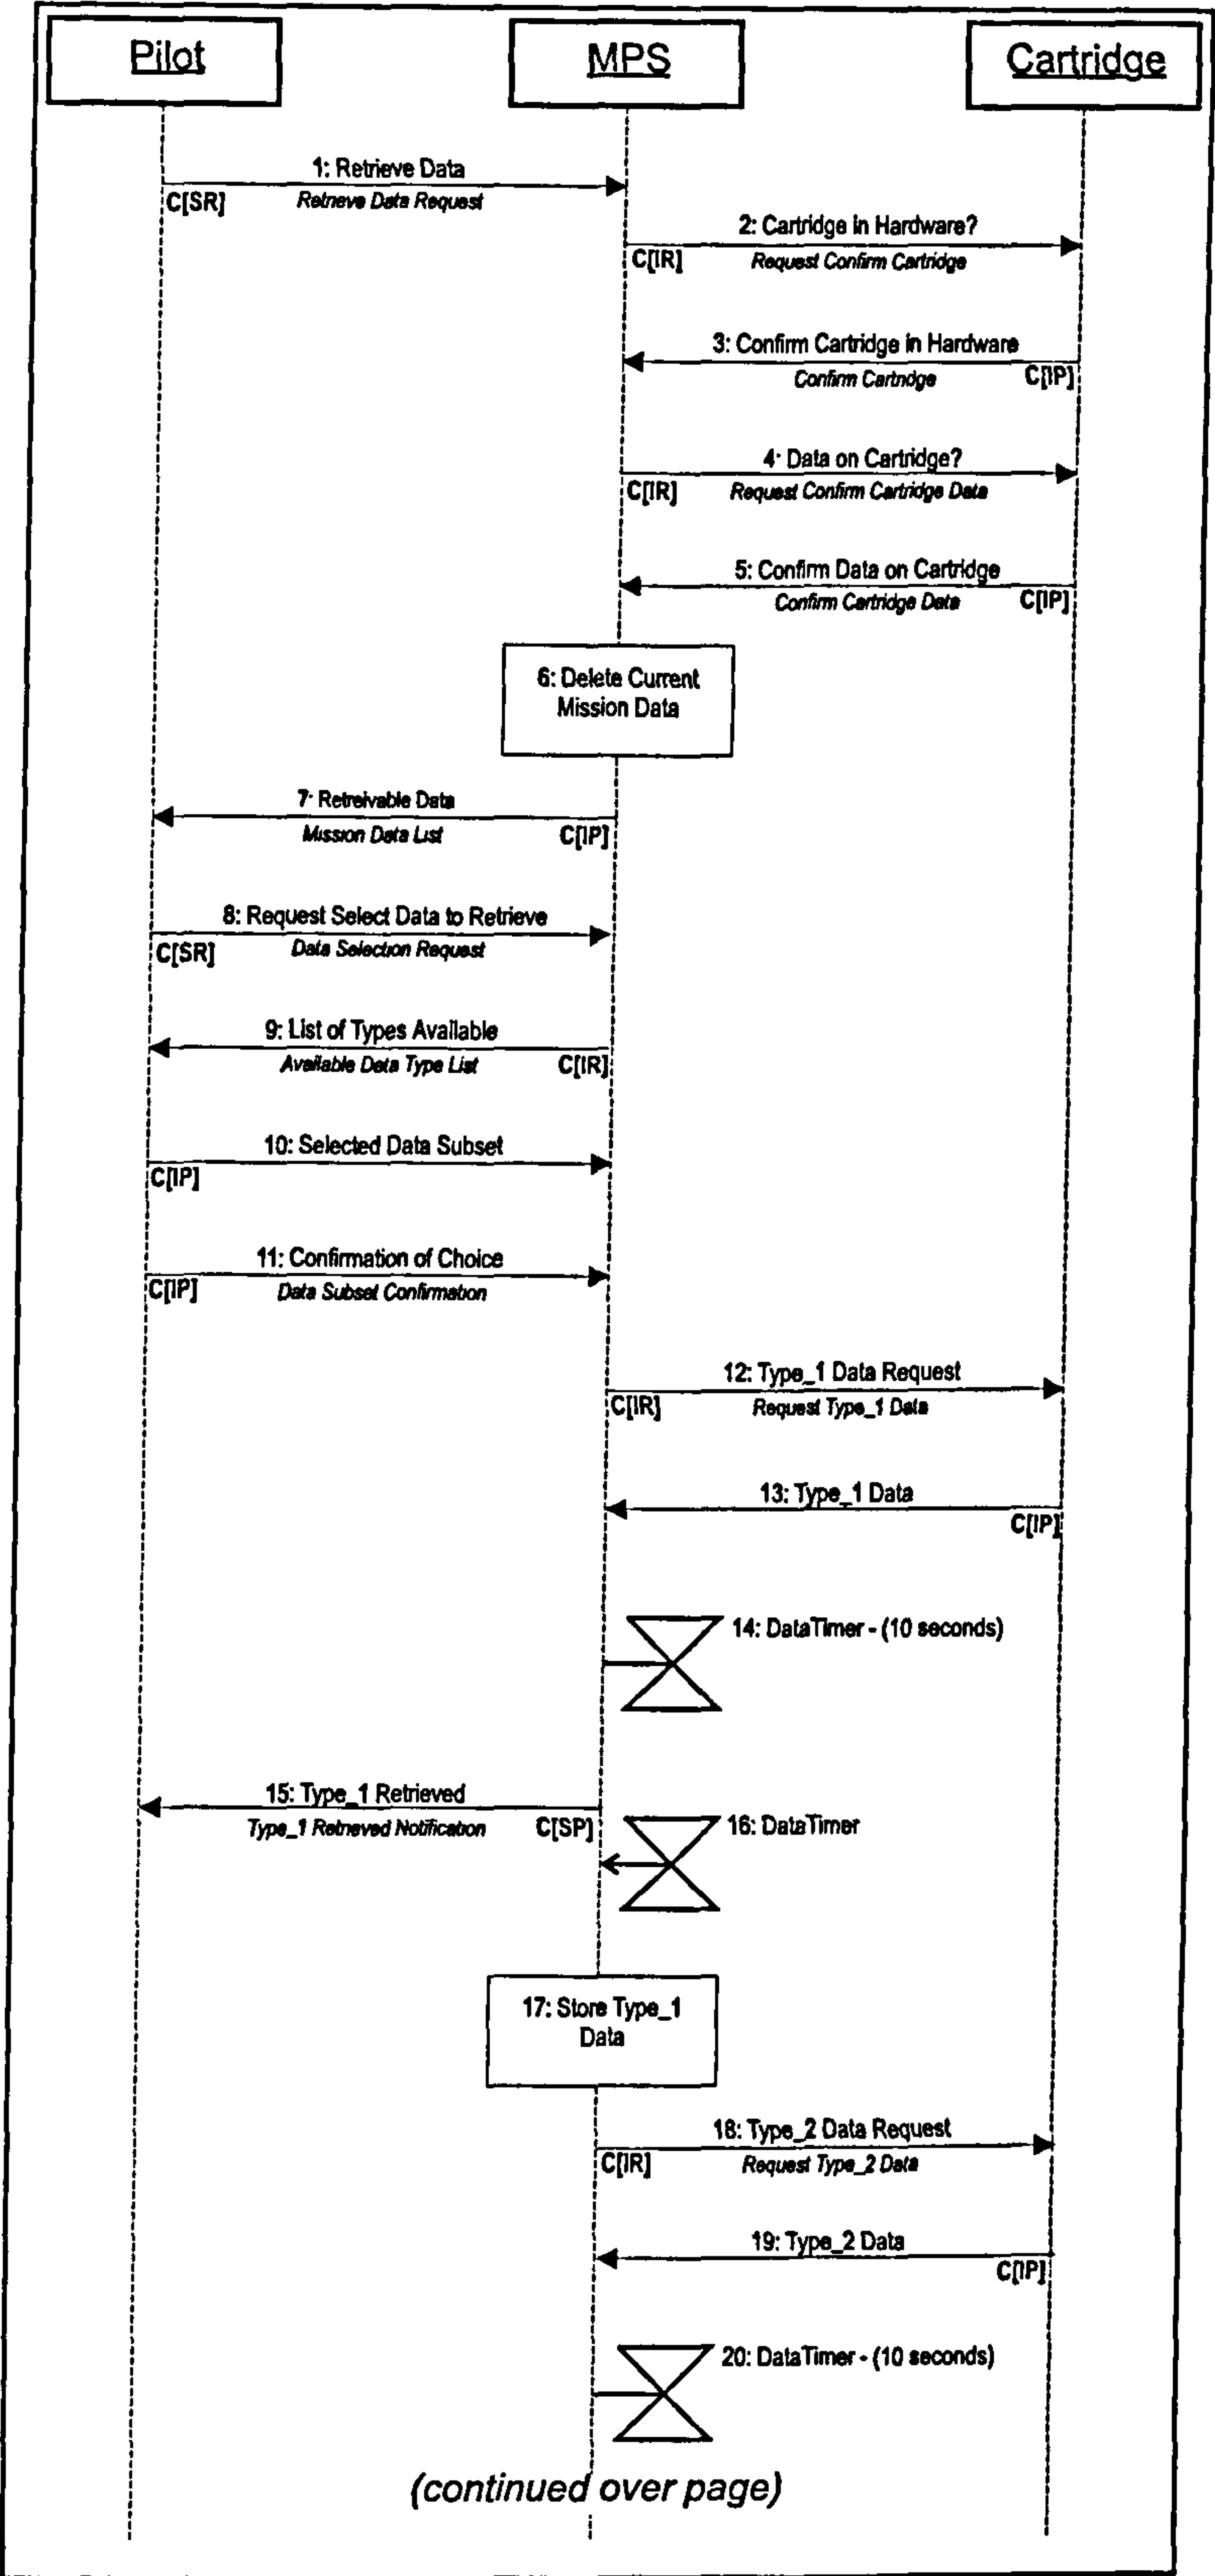 Pilot
MPS
Cartridge
1: Retrieve Data
C[SR]
Retrieve Data Request
2: Cartridge in Hardware?
C[IR]
Request Confirm Cartridge
3: Confirm Cartridge in Hardware
Confirm Cartridge
C[IP]
4: Data on Cartridge?
C[IR]
Request Confirm Cartridge Data
5: Confirm Data on Cartridge
Confirm Cartridge Data
C[IP]
6: Delete Current
Mission Data
7: Retreivable Data
Mission Data List
C[IP]
8: Request Select Data to Retrieve
C[SR]
Data Selection Request
9: List of Types Available
Available Data Type List
C[IR]
10: Selected Data Subset
C[IP]
11: Confirmation of Choice
C[IP]
Data Subset Confirmation
12: Type_1 Data Request
C[IR]
Request Type_1 Data
13: Type_1 Data
C[IP]
14: DataTimer - (10 seconds)
15: Type_1 Retrieved
Type_1 Retrieved Notification
C[SP]
16: DataTimer
17: Store Type_1
Data
18: Type_2 Data Request
C[IR]
Request Type_2 Data
19: Type_2 Data
C[IP]
20: DataTimer - (10 seconds)
(continued over page)